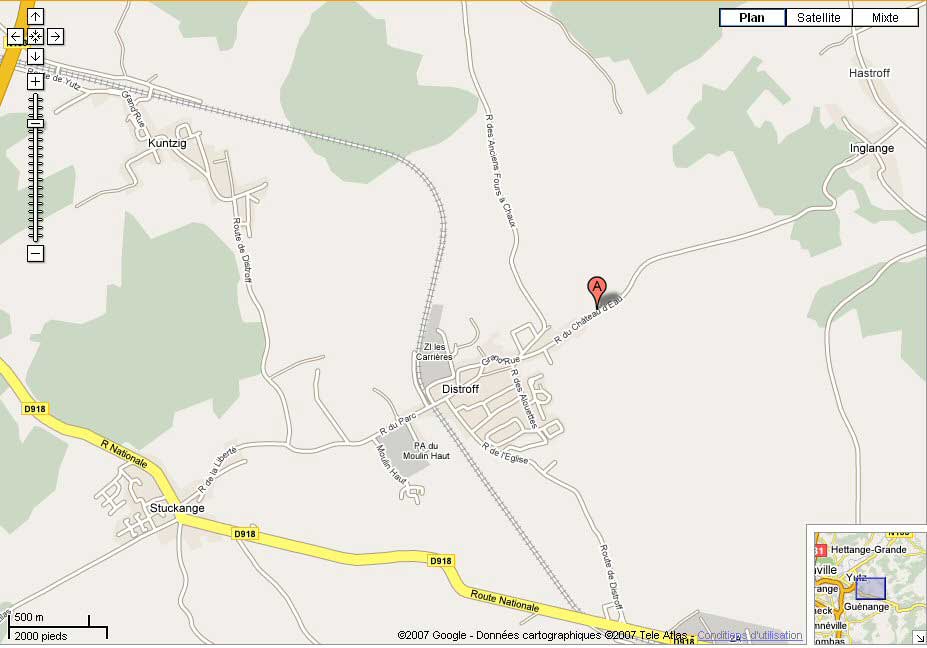 Plan
Satellite
Mixte
Hastroff
Route de Yutz
Grand Rue
Kuntzig
R des Anciens Fours à Chaux
Inglange
Route de Distroff
A
R du Château d'Eau
ZI les
Carrières
Grand Rue
Distroff
R des Alouettes
D918
R du Parc
R Nationale
R de la Liberté
PA du
Moulin Haut
Moulin Haut
R de l'Eglise
Stuckange
D918
D918
Route de Distroff
Route Nationale
D918
Hettange-Grande
Yutz
Guénange
500 m
2000 pieds
©2007 Google - Données cartographiques ©2007 Tele Atlas - Conditions d'utilisation